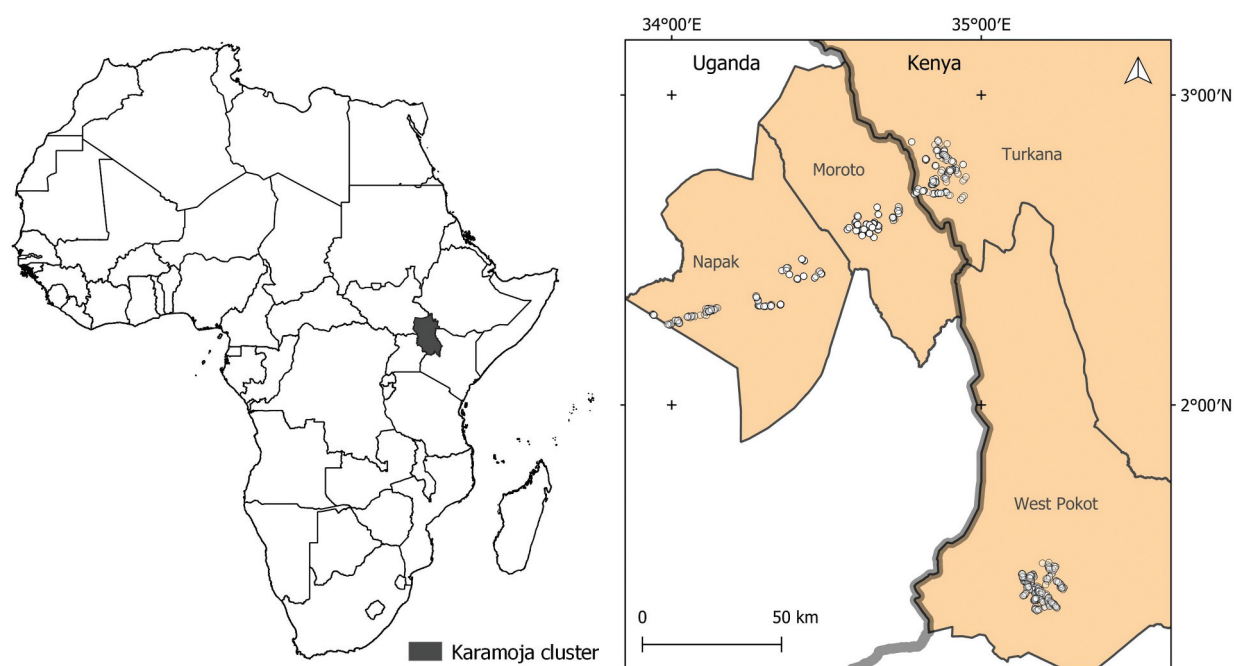 Karamoja cluster
34°00′E
35°00′E
Uganda
Kenya
3°00′N
Turkana
Moroto
Napak
2°00′N
West Pokot
0
50 km